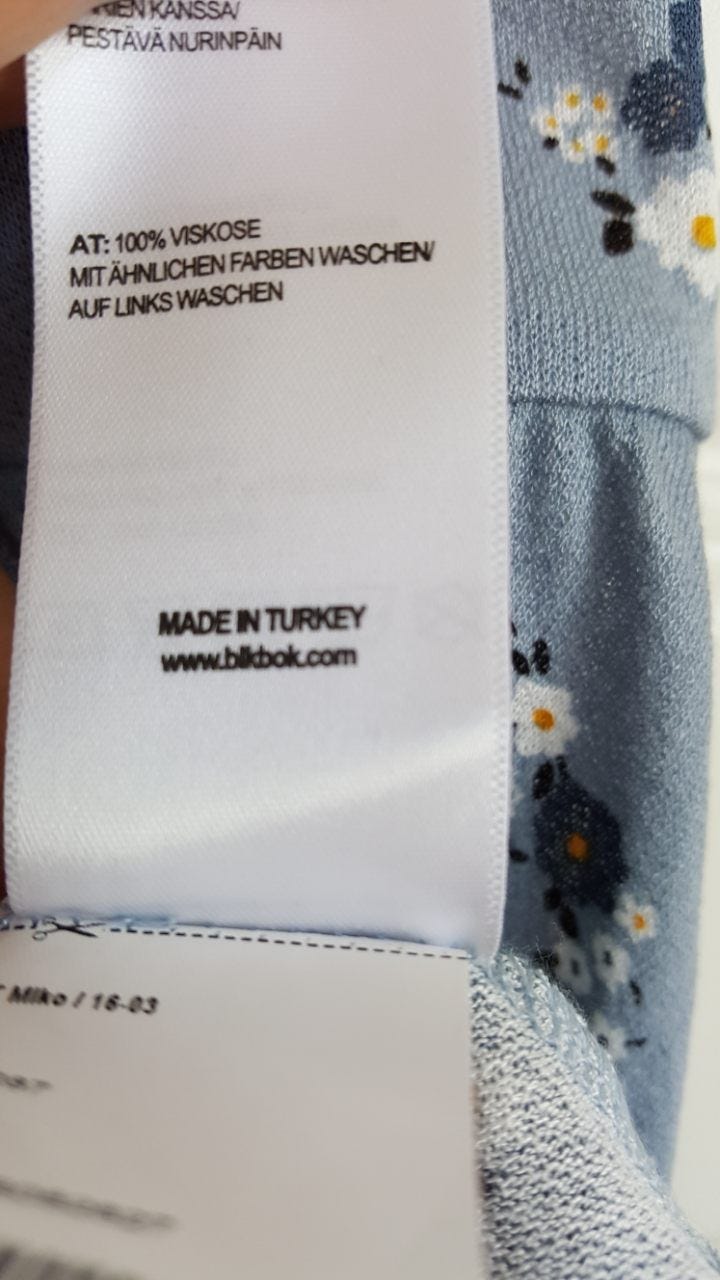 KANSSA/
PESTÄVÄ NURINPÄIN
AT: 100% VISKOSE
MIT ÄHNLICHEN FARBEN WASCHEN/
AUF LINKS WASCHEN
MADE IN TURKEY
www.blkbok.com
Miko / 16-03